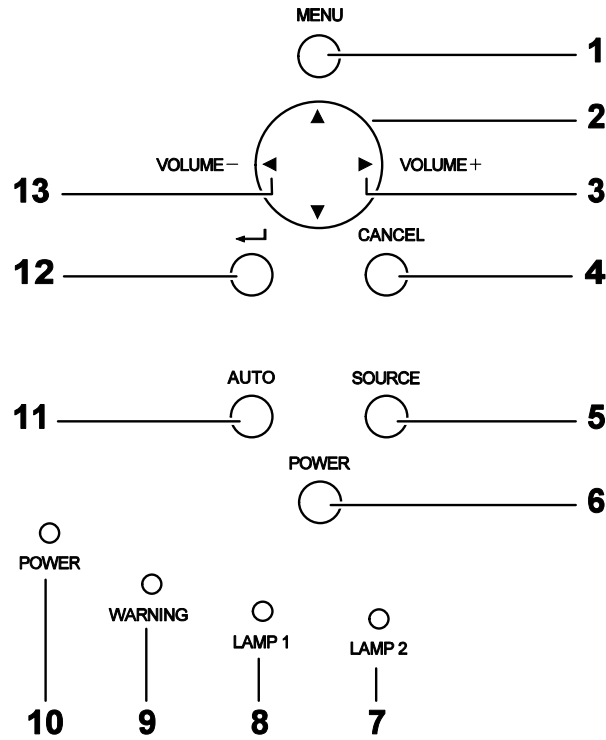 MENU
1
2
VOLUME－ ◀ ▶ VOLUME＋
13
3
CANCEL
12
4
AUTO SOURCE
11
5
POWER
6
POWER
WARNING
LAMP 1
LAMP 2
10 9 8 7